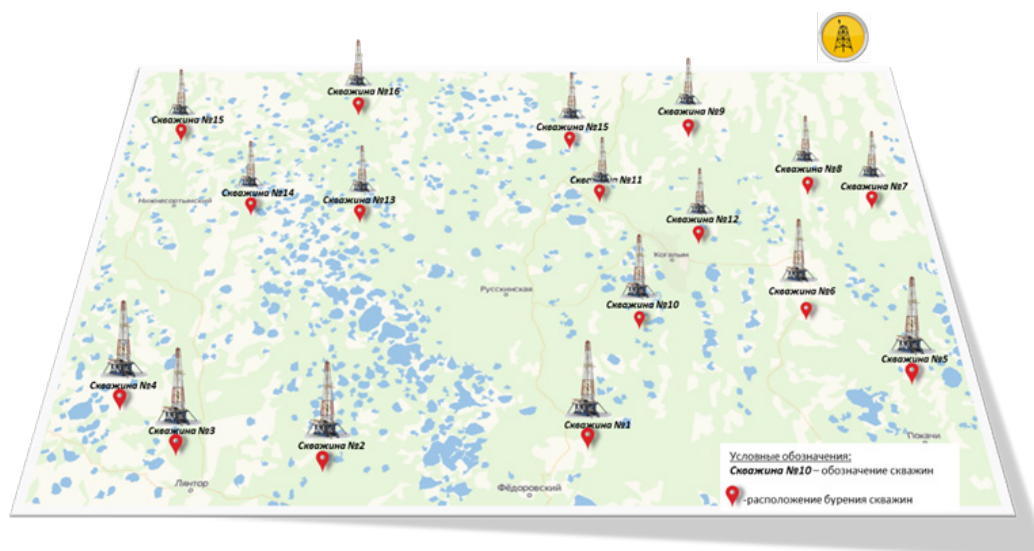 Скважина №16
Скважина №9
Скважина №15
Скважина №15
Скважина №8
Скважина №11
Скважина №7
Скважина №14
Скважина №13
Нижнесортымский
Скважина №12
Когалым
Русскинская
Скважина №6
Скважина №10
Скважина №5
Скважина №4
Скважина №1
Скважина №3
Скважина №2
Покачи
Лянтор
Фёдоровский
Условные обозначения:
Скважина №10 – обозначение скважин
-расположение бурения скважин